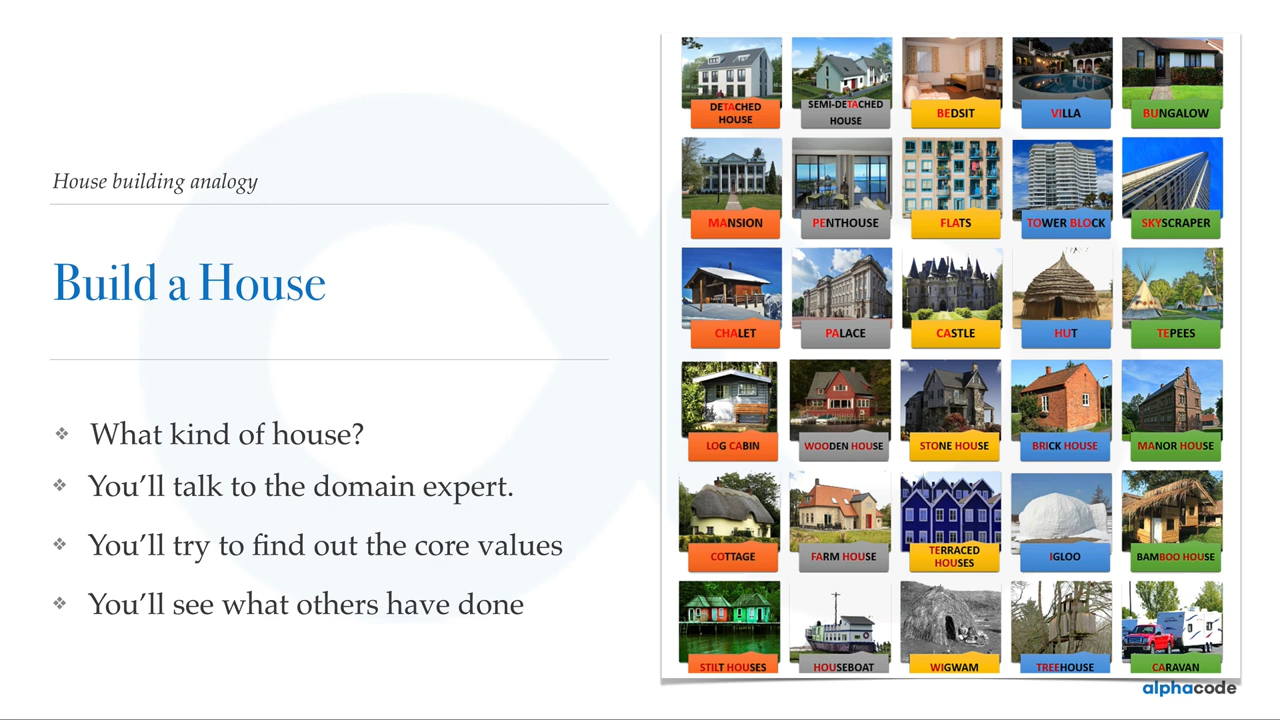 House building analogy
Build a House
What kind of house?
You'll talk to the domain expert.
You'll try to find out the core values
You'll see what others have done
DETACHED
HOUSE
SEMI-DETACHED
HOUSE
BEDSIT
VILLA
BUNGALOW
MANSION
PENTHOUSE
FLATS
TOWER BLOCK
SKYSCRAPER
CHALET
PALACE
CASTLE
HUT
TEPEES
LOG CABIN
WOODEN HOUSE
STONE HOUSE
BRICK HOUSE
MANOR HOUSE
COTTAGE
FARM HOUSE
TERRACED
HOUSES
IGLOO
BAMBOO HOUSE
STILT HOUSES
HOUSEBOAT
WIGWAM
TREEHOUSE
CARAVAN
alphacode